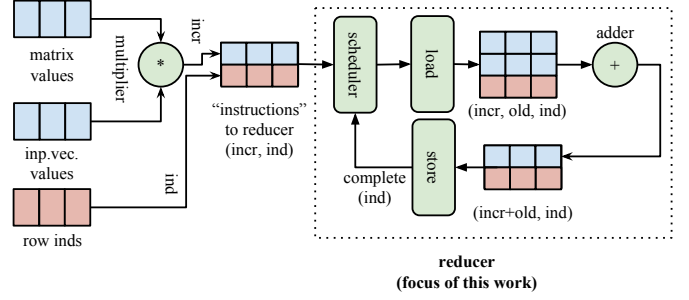 matrix
values
multiplier
*
incr
inp.vec.
values
ind
row inds
“instructions”
to reducer
(incr, ind)
scheduler
load
(incr, old, ind)
adder
+
complete
(ind)
store
(incr+old, ind)
reducer
(focus of this work)